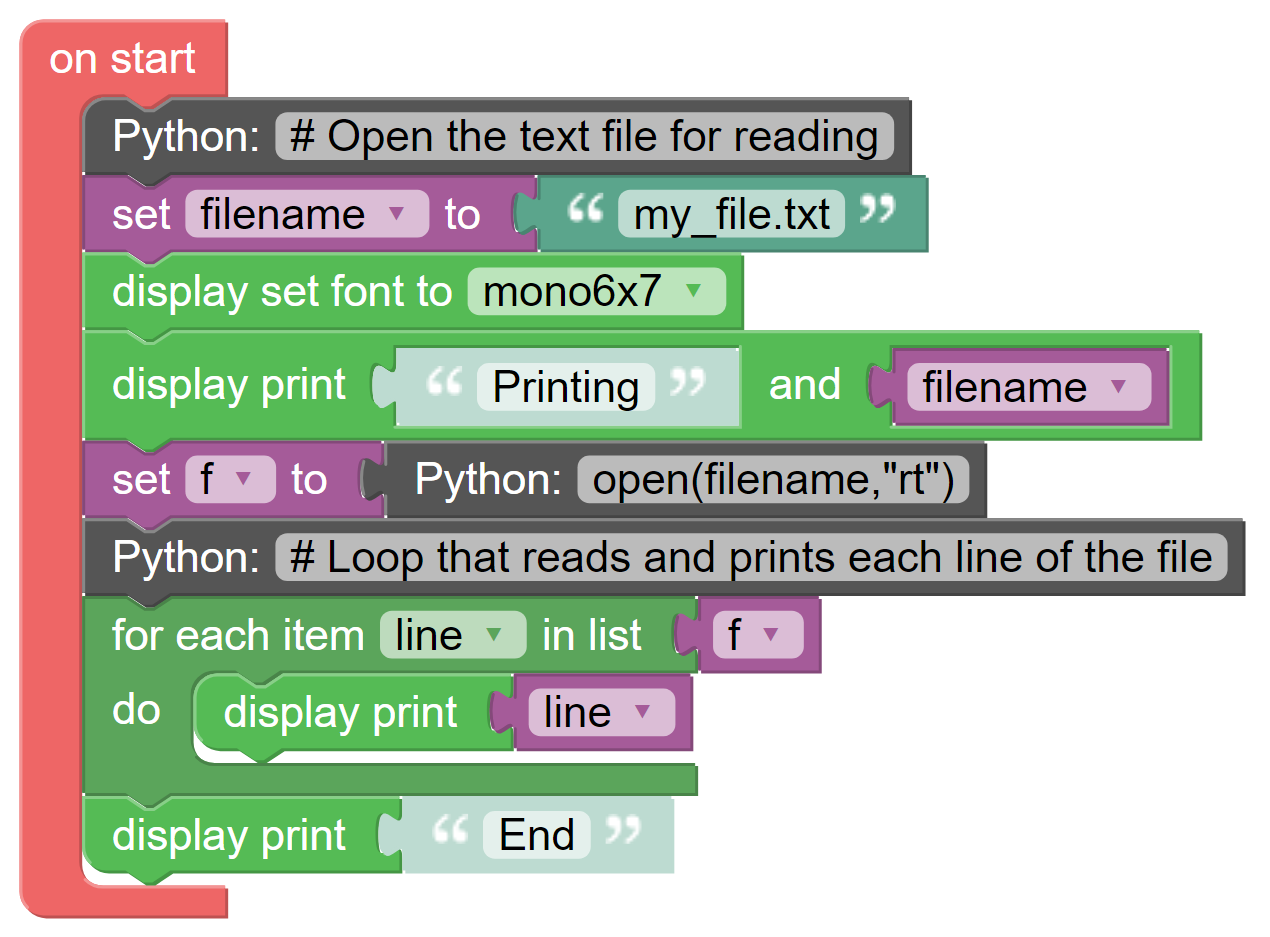 on start
Python: # Open the text file for reading
set filename ▾ to “ my_file.txt ”
display set font to mono6x7 ▾
display print “ Printing ” and filename ▾
set f ▾ to Python: open(filename,"rt")
Python: # Loop that reads and prints each line of the file
for each item line ▾ in list f ▾
do display print line ▾
display print “ End ”